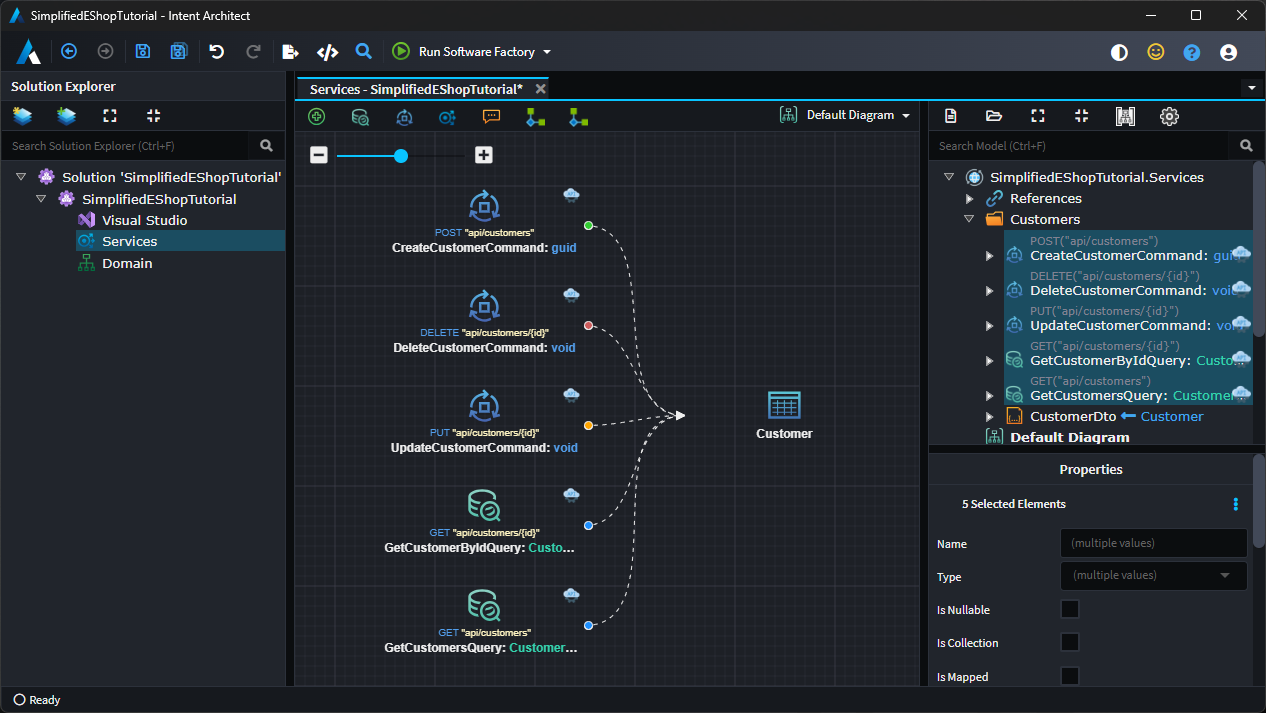 SimplifiedEShopTutorial - Intent Architect
Run Software Factory
Solution Explorer
Search Solution Explorer (Ctrl+F)
Solution 'SimplifiedEShopTutorial'
SimplifiedEShopTutorial
Visual Studio
Services
Domain
Services - SimplifiedEShopTutorial*
Default Diagram
POST "api/customers"
CreateCustomerCommand: guid
DELETE "api/customers/{id}"
DeleteCustomerCommand: void
PUT "api/customers/{id}"
UpdateCustomerCommand: void
GET "api/customers/{id}"
GetCustomerByIdQuery: Custo...
GET "api/customers"
GetCustomersQuery: Customer...
Customer
Search Model (Ctrl+F)
SimplifiedEShopTutorial.Services
References
Customers
POST("api/customers")
CreateCustomerCommand: gui
DELETE("api/customers/{id}")
DeleteCustomerCommand: voi
PUT("api/customers/{id}")
UpdateCustomerCommand: voi
GET("api/customers/{id}")
GetCustomerByIdQuery: Custo
GET("api/customers")
GetCustomersQuery: Customer
CustomerDto Customer
Default Diagram
Properties
5 Selected Elements
Name (multiple values)
Type (multiple values)
Is Nullable
Is Collection
Is Mapped
Ready